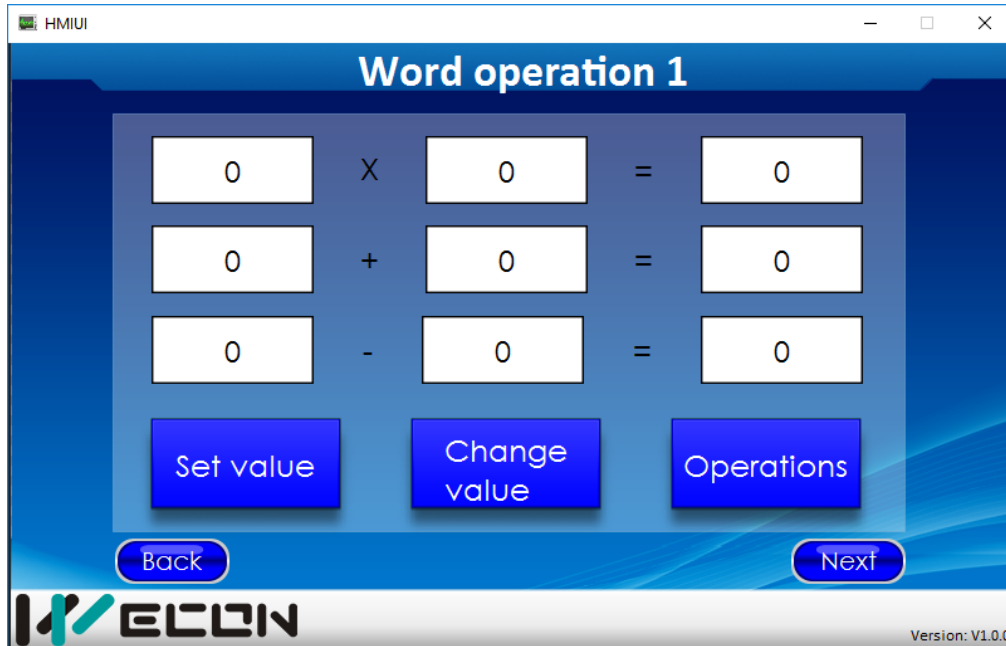 HMIUI
Word operation 1
0 X 0 = 0
0 + 0 = 0
0 - 0 = 0
Set value
Change
value
Operations
Back
Next
WECON
Version: V1.0.0